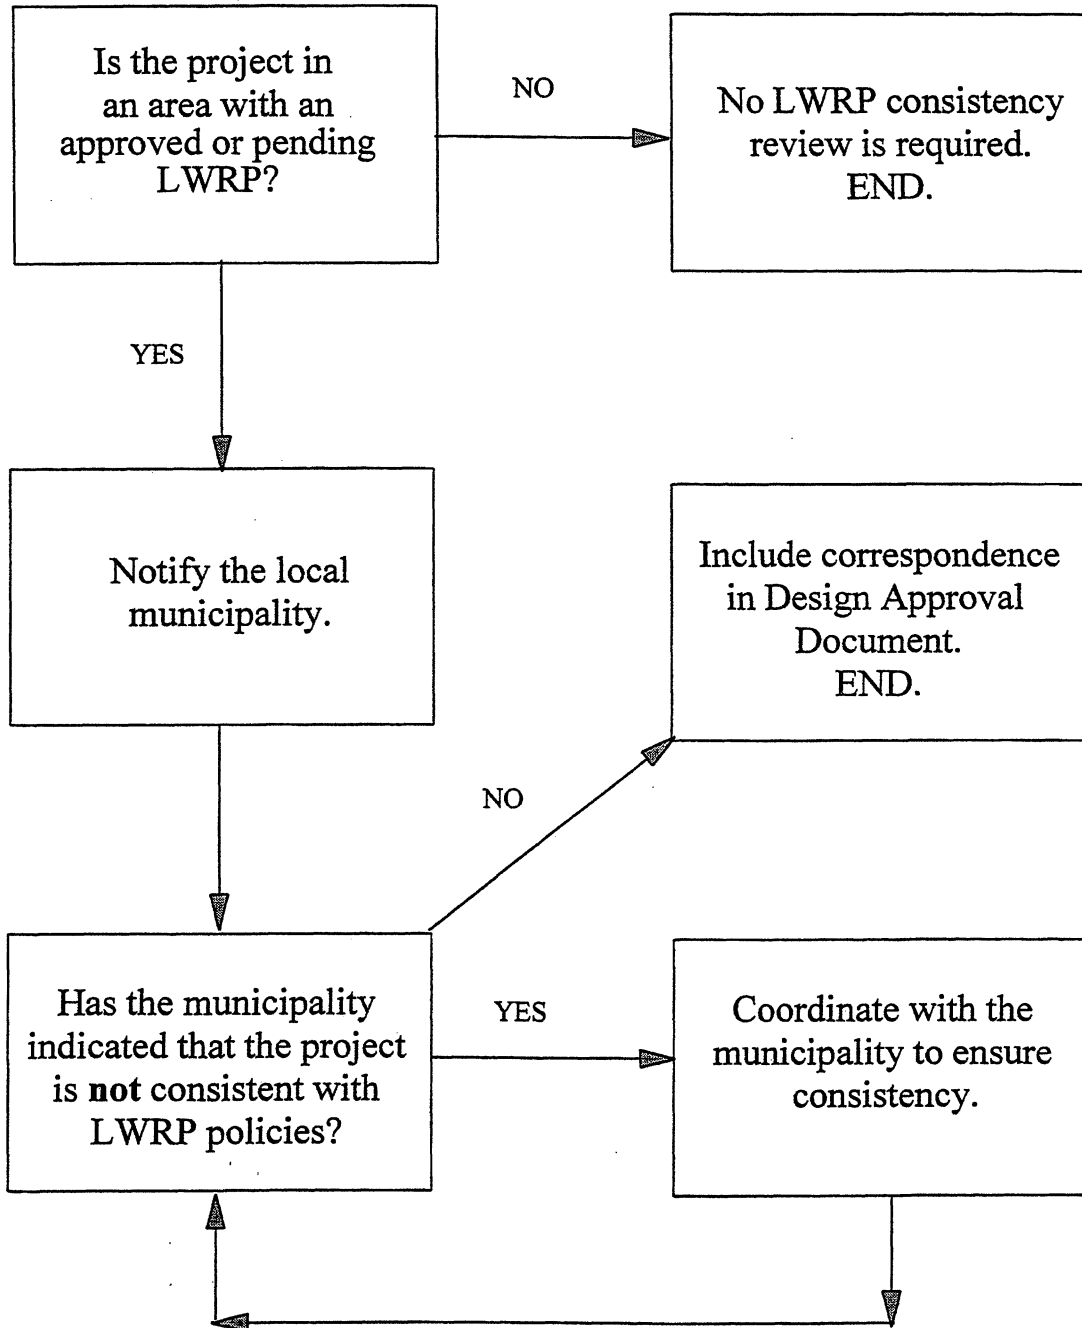 Is the project in
an area with an
approved or pending
LWRP?
NO
No LWRP consistency
review is required.
END.
YES
Notify the local
municipality.
Include correspondence
in Design Approval
Document.
END.
NO
Has the municipality
indicated that the project
is not consistent with
LWRP policies?
YES
Coordinate with the
municipality to ensure
consistency.